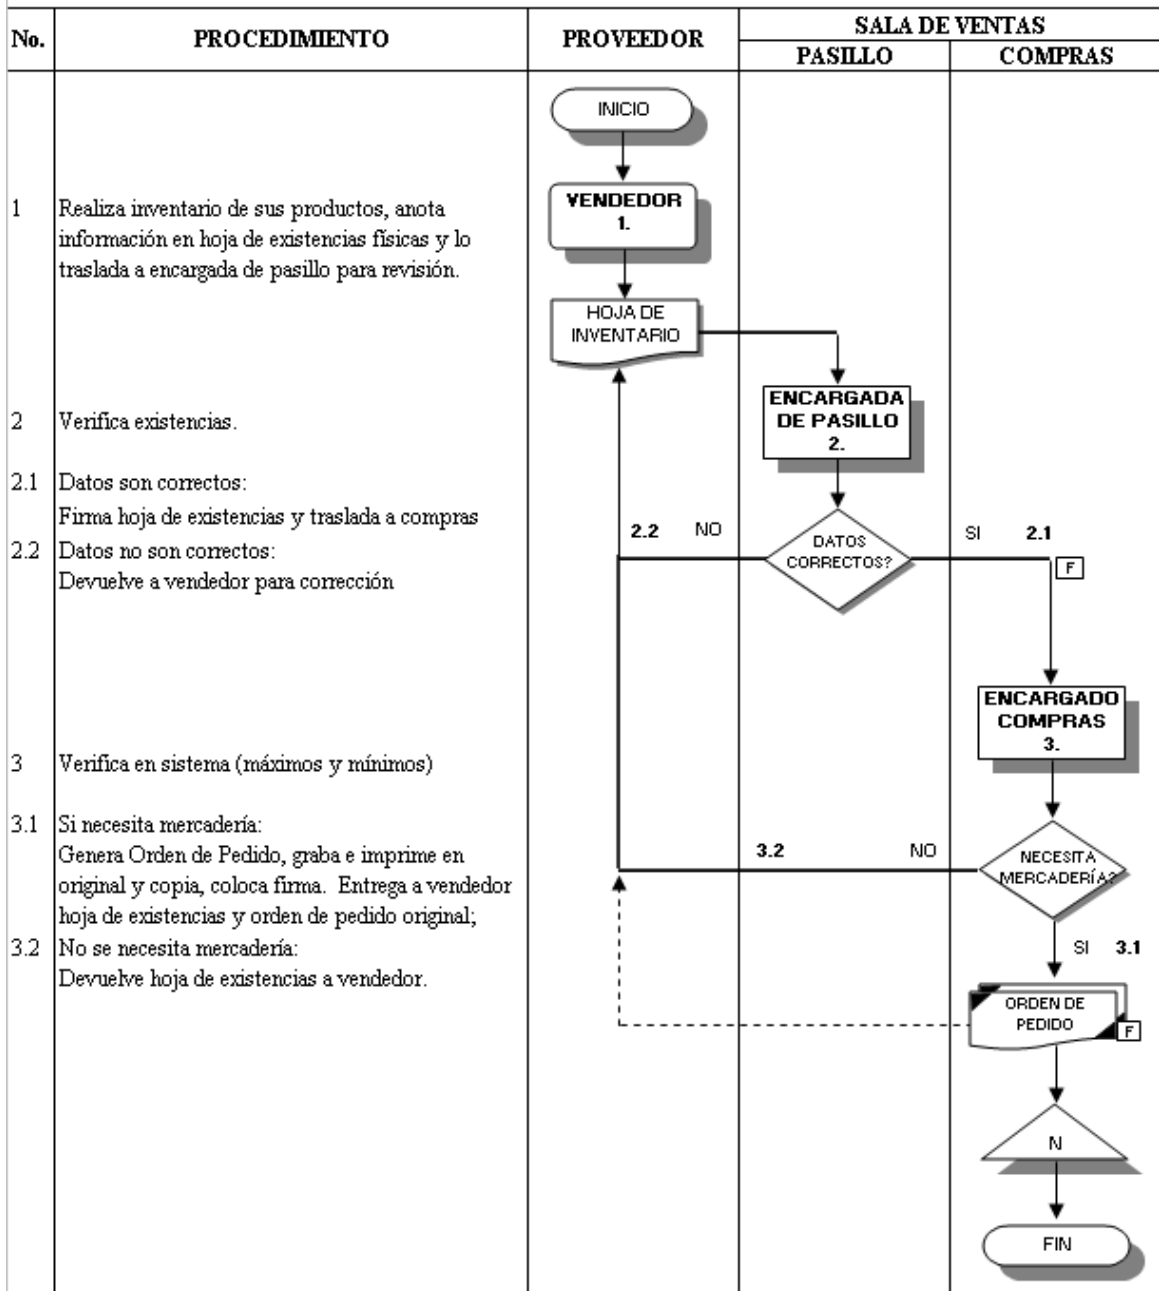 No.
PROCEDIMIENTO
PROVEEDOR
SALA DE VENTAS
PASILLO
COMPRAS
INICIO
1
Realiza inventario de sus productos, anota
información en hoja de existencias físicas y lo
traslada a encargada de pasillo para revisión.
VENDEDOR
1.
HOJA DE
INVENTARIO
2
Verifica existencias.
ENCARGADA
DE PASILLO
2.
2.1
Datos son correctos:
Firma hoja de existencias y traslada a compras
2.2
Datos no son correctos:
Devuelve a vendedor para corrección
2.2
NO
DATOS
CORRECTOS?
SI
2.1
F
ENCARGADO
COMPRAS
3.
3
Verifica en sistema (máximos y mínimos)
3.1
Si necesita mercadería:
Genera Orden de Pedido, graba e imprime en
original y copia, coloca firma. Entrega a vendedor
hoja de existencias y orden de pedido original;
3.2
No se necesita mercadería:
Devuelve hoja de existencias a vendedor.
3.2
NO
NECESITA
MERCADERÍA?
SI
3.1
ORDEN DE
PEDIDO
F
N
FIN